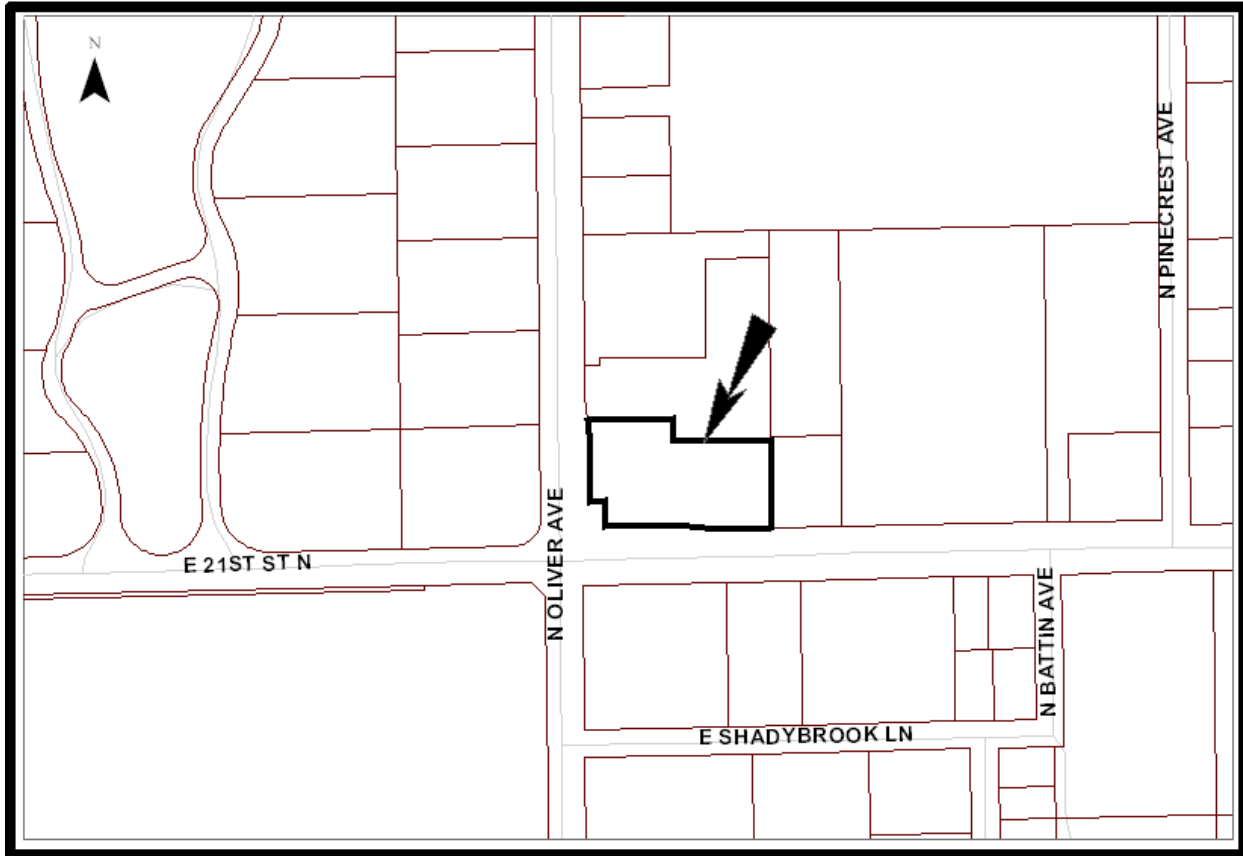 N
N PINECREST AVE
N OLIVER AVE
E 21ST ST N
N BATTIN AVE
E SHADYBROOK LN